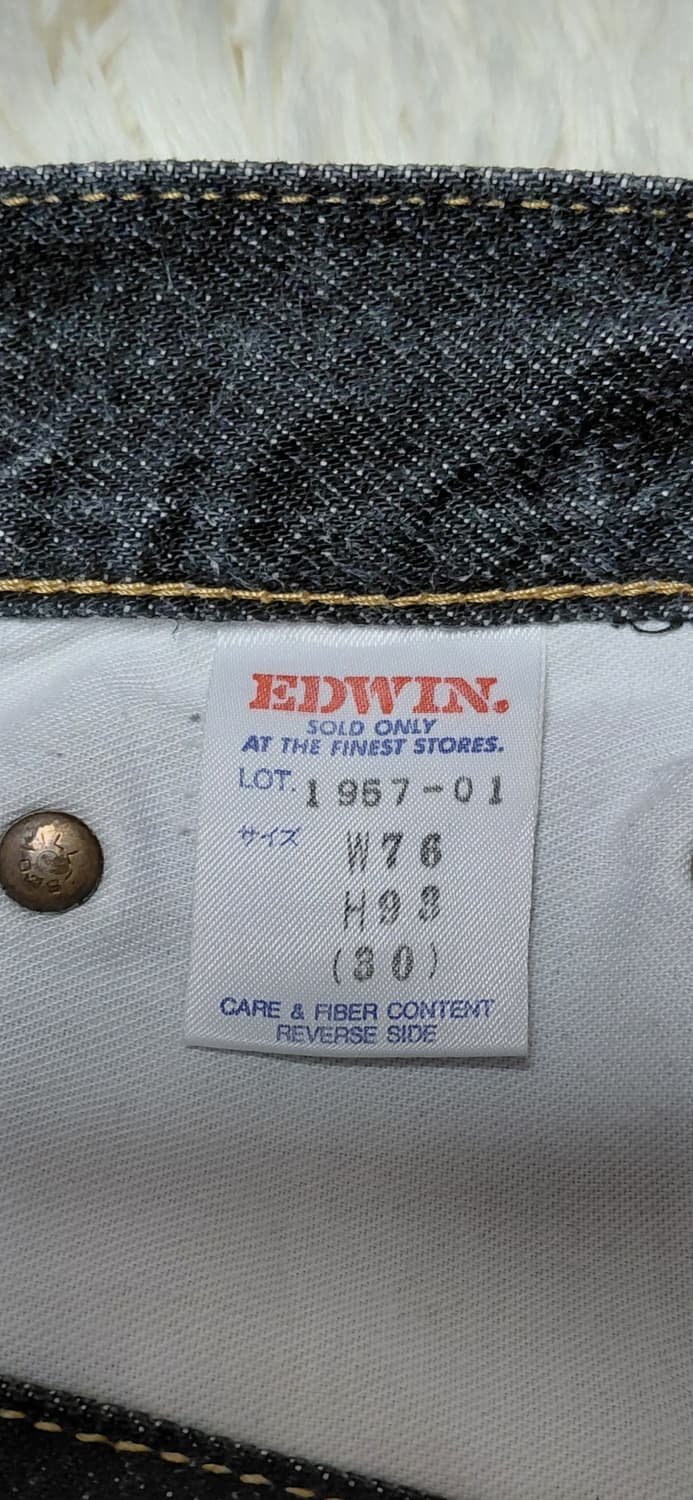 EDWIN.
SOLD ONLY
AT THE FINEST STORES.
LOT. 1957-01
サイズ W76
H93
(30)
CARE & FIBER CONTENT
REVERSE SIDE